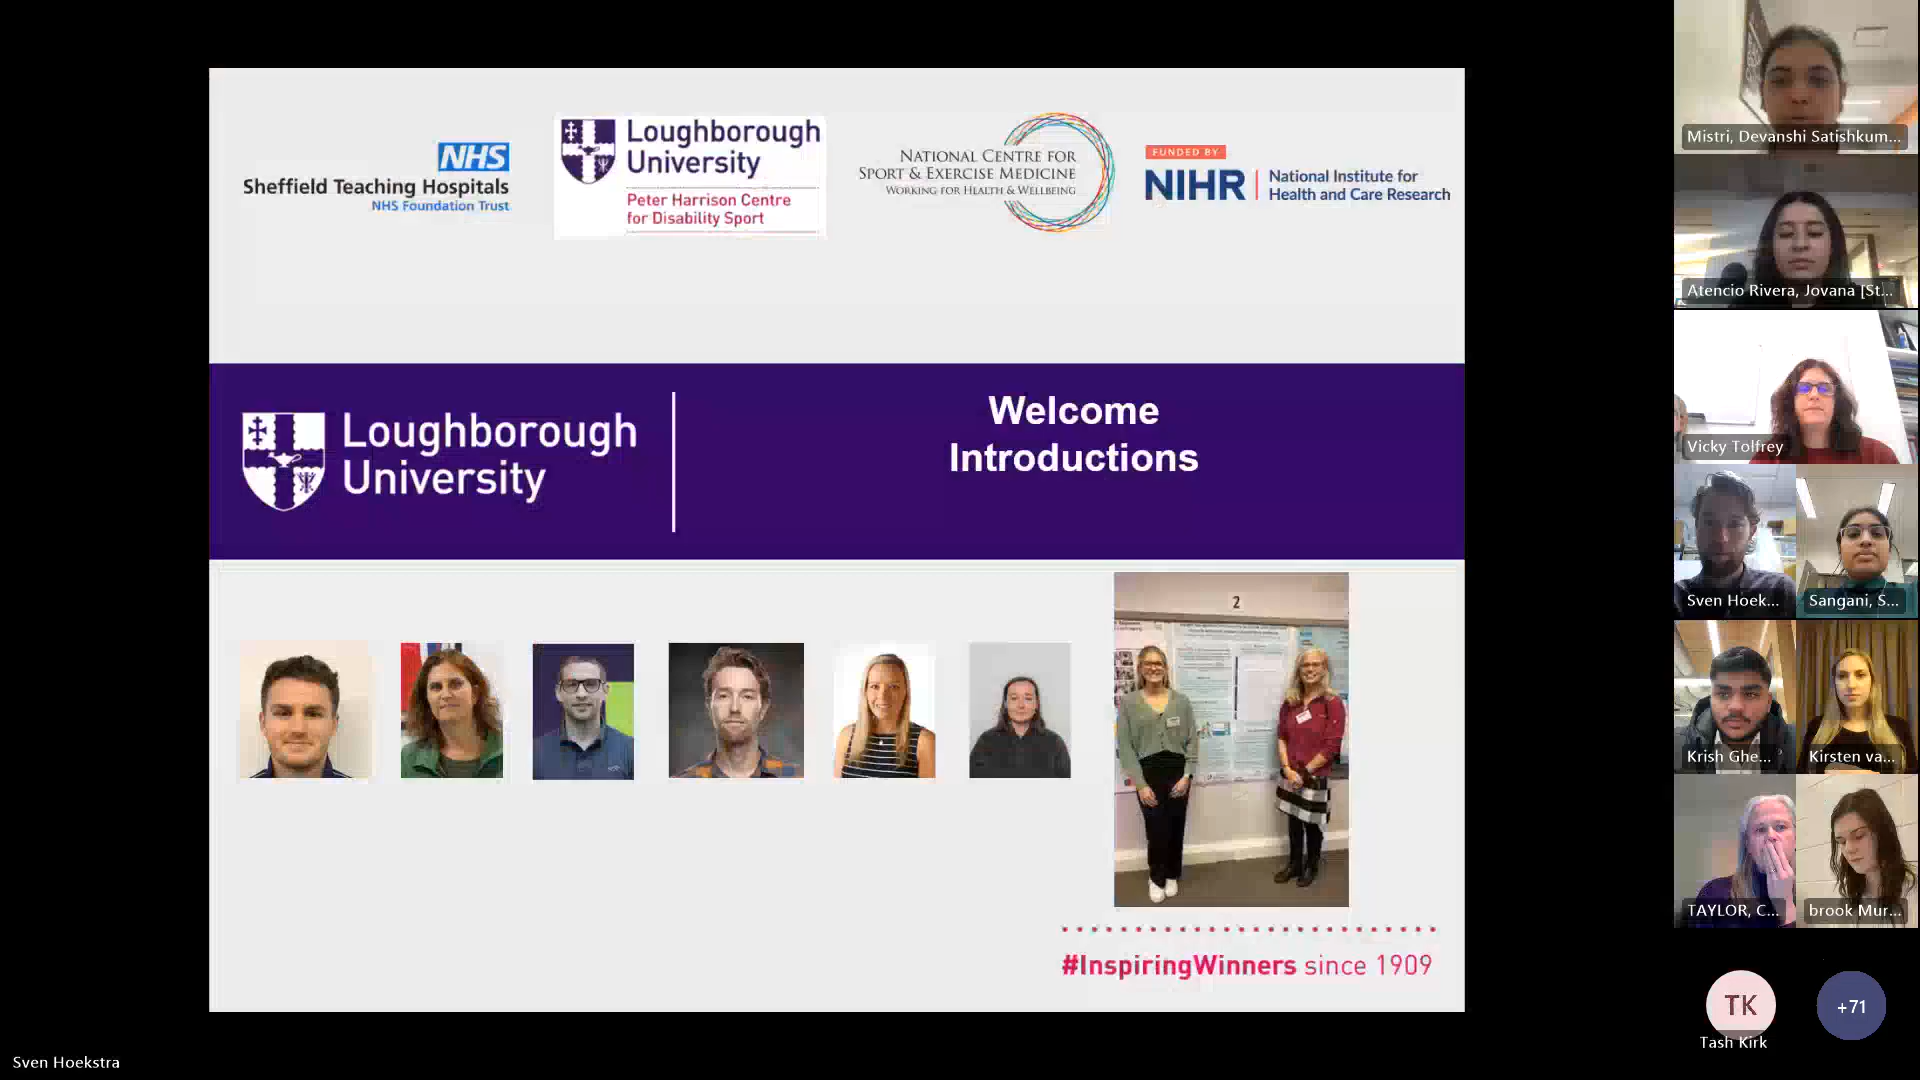 NHS
Sheffield Teaching Hospitals
NHS Foundation Trust
Loughborough
University
Peter Harrison Centre
for Disability Sport
NATIONAL CENTRE FOR
SPORT & EXERCISE MEDICINE
WORKING FOR HEALTH & WELLBEING
FUNDED BY
NIHR | National Institute for
Health and Care Research
Loughborough
University
Welcome
Introductions
2
#InspiringWinners since 1909
Mistri, Devanshi Satishkum...
Atencio Rivera, Jovana [St...
Vicky Tolfrey
Sven Hoek...
Sangani, S...
Krish Ghe...
Kirsten va...
TAYLOR, C...
brook Mur...
TK
+71
Tash Kirk
Sven Hoekstra